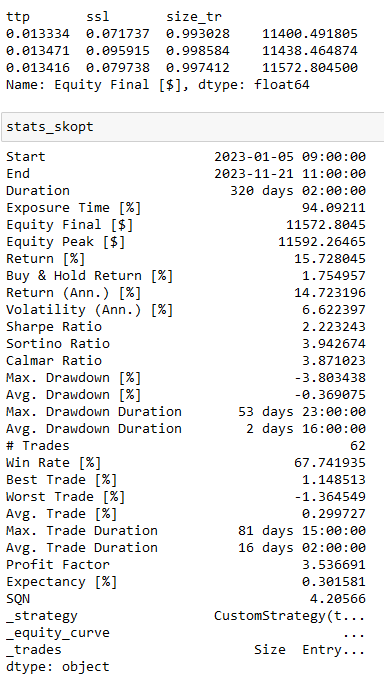 ttp ssl size_tr
0.013334 0.071737 0.993028 11400.491805
0.013471 0.095915 0.998584 11438.464874
0.013416 0.079738 0.997412 11572.804500
Name: Equity Final [$], dtype: float64
stats_skopt
Start 2023-01-05 09:00:00
End 2023-11-21 11:00:00
Duration 320 days 02:00:00
Exposure Time [%] 94.09211
Equity Final [$] 11572.8045
Equity Peak [$] 11592.26465
Return [%] 15.728045
Buy & Hold Return [%] 1.754957
Return (Ann.) [%] 14.723196
Volatility (Ann.) [%] 6.622397
Sharpe Ratio 2.223243
Sortino Ratio 3.942674
Calmar Ratio 3.871023
Max. Drawdown [%] -3.803438
Avg. Drawdown [%] -0.369075
Max. Drawdown Duration 53 days 23:00:00
Avg. Drawdown Duration 2 days 16:00:00
# Trades 62
Win Rate [%] 67.741935
Best Trade [%] 1.148513
Worst Trade [%] -1.364549
Avg. Trade [%] 0.299727
Max. Trade Duration 81 days 15:00:00
Avg. Trade Duration 16 days 02:00:00
Profit Factor 3.536691
Expectancy [%] 0.301581
SQN 4.20566
_strategy CustomStrategy(t...
_equity_curve ...
_trades Size Entry...
dtype: object